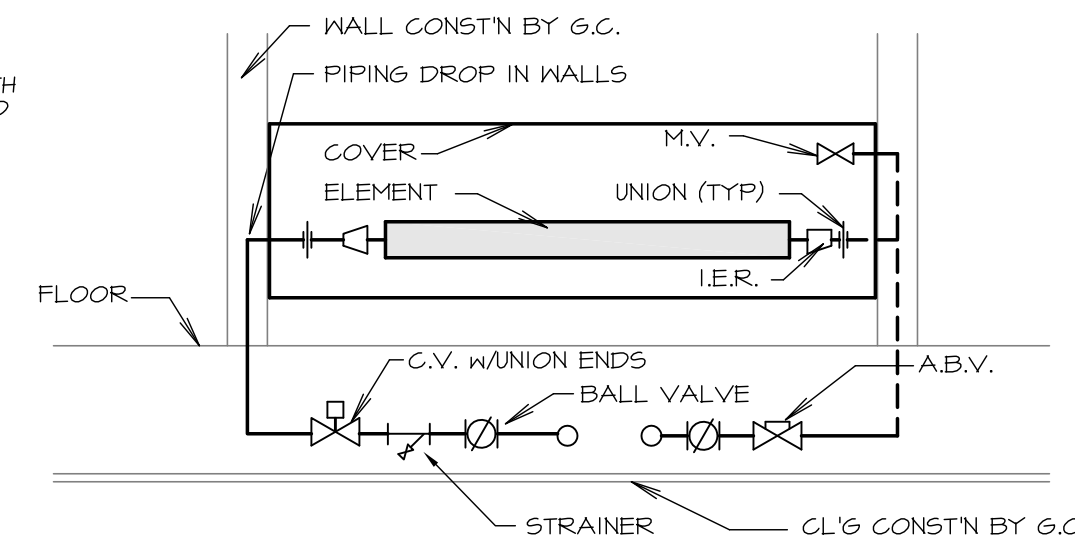 WALL CONST'N BY G.C.
PIPING DROP IN WALLS
TH
COVER
M.V.
ELEMENT
UNION (TYP)
I.E.R.
FLOOR
C.V. W/UNION ENDS
A.B.V.
BALL VALVE
STRAINER
CL'G CONST'N BY G.C